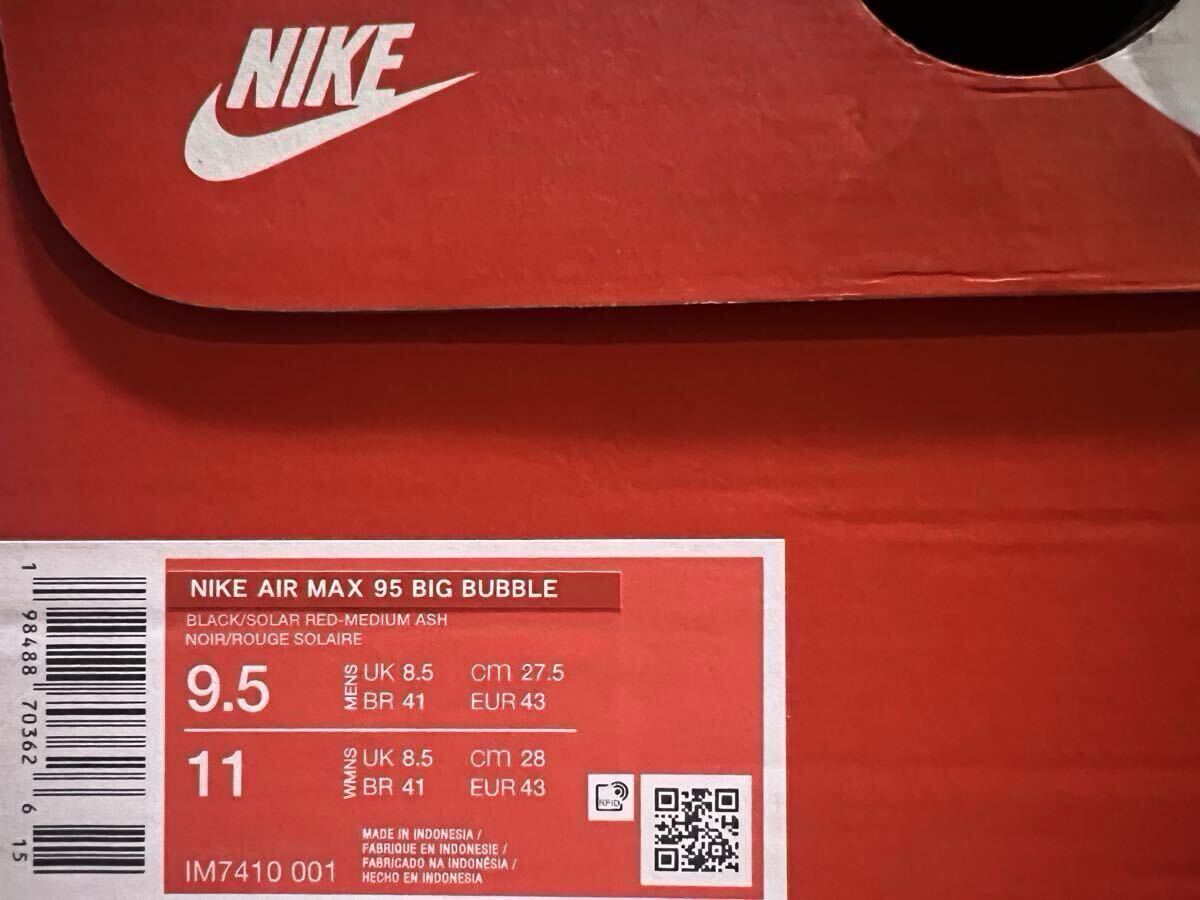 NIKE
NIKE AIR MAX 95 BIG BUBBLE
BLACK/SOLAR RED-MEDIUM ASH
NOIR/ROUGE SOLAIRE
9.5 MENS UK 8.5 cm 27.5
BR 41 EUR 43
11 WMNS UK 8.5 cm 28
BR 41 EUR 43
RFID
MADE IN INDONESIA /
FABRIQUE EN INDONESIE /
FABRICADO NA INDONÉSIA /
HECHO EN INDONESIA
IM7410 001
1 98488 70362 6 15